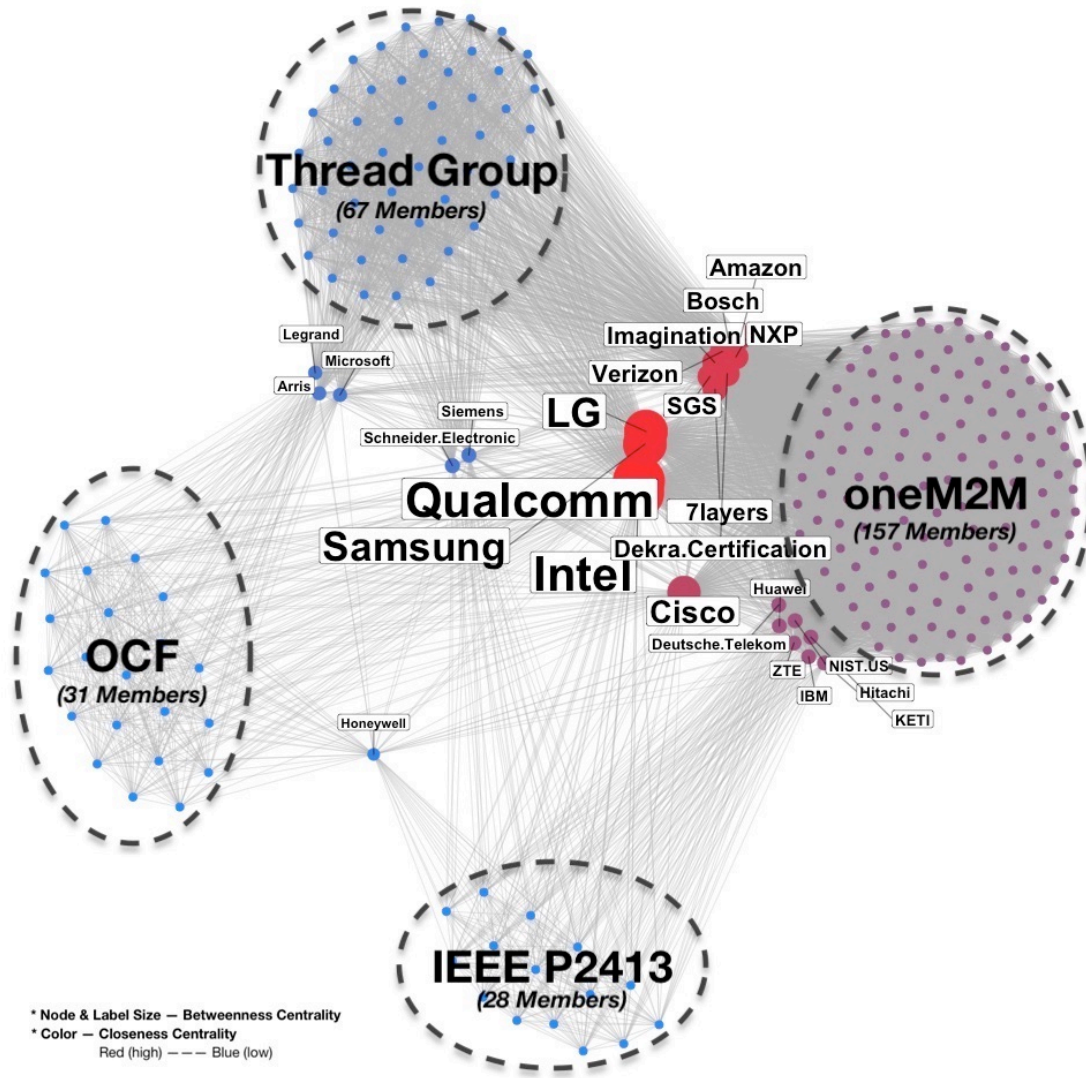 Thread Group
(67 Members)
Amazon
Bosch
Imagination
NXP
Legrand
Microsoft
Verizon
Arris
SGS
LG
Siemens
Schneider.Electronic
oneM2M
(157 Members)
Qualcomm
7layers
Samsung
Dekra.Certification
Intel
Huawei
Cisco
Deutsche.Telekom
OCF
(31 Members)
ZTE
NIST.US
IBM
Hitachi
KETI
Honeywell
IEEE P2413
(28 Members)
* Node & Label Size — Betweenness Centrality
* Color — Closeness Centrality
Red (high) — — — Blue (low)